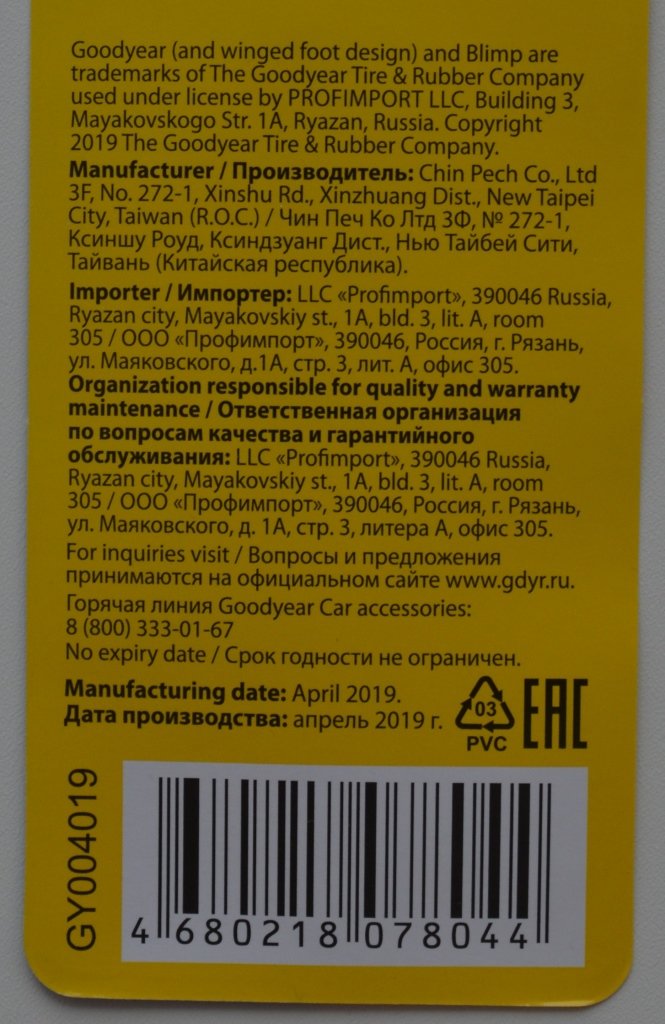 Goodyear (and winged foot design) and Blimp are
trademarks of The Goodyear Tire & Rubber Company
used under license by PROFIMPORT LLC, Building 3,
Mayakovskogo Str. 1A, Ryazan, Russia. Copyright
2019 The Goodyear Tire & Rubber Company.
Manufacturer / Производитель: Chin Pech Co., Ltd
3F, No. 272-1, Xinshu Rd., Xinzhuang Dist., New Taipei
City, Taiwan (R.O.C.) / Чин Печ Ко Лтд 3Ф, № 272-1,
Ксиншу Роуд, Ксиндзуанг Дист., Нью Тайбей Сити,
Тайвань (Китайская республика).
Importer / Импортер: LLC «Profimport», 390046 Russia,
Ryazan city, Mayakovskiy st., 1A, bld. 3, lit. A, room
305 / ООО «Профимпорт», 390046, Россия, г. Рязань,
ул. Маяковского, д.1А, стр. 3, лит. А, офис 305.
Organization responsible for quality and warranty
maintenance / Ответственная организация
по вопросам качества и гарантийного
обслуживания: LLC «Profimport», 390046 Russia,
Ryazan city, Mayakovskiy st., 1A, bld. 3, lit. A, room
305 / ООО «Профимпорт», 390046, Россия, г. Рязань,
ул. Маяковского, д. 1А, стр. 3, литера А, офис 305.
For inquiries visit / Вопросы и предложения
принимаются на официальном сайте www.gdyr.ru.
Горячая линия Goodyear Car accessories:
8 (800) 333-01-67
No expiry date / Срок годности не ограничен.
Manufacturing date: April 2019.
Дата производства: апрель 2019 г.
03
PVC
EAC
GY004019
4 680218 078044